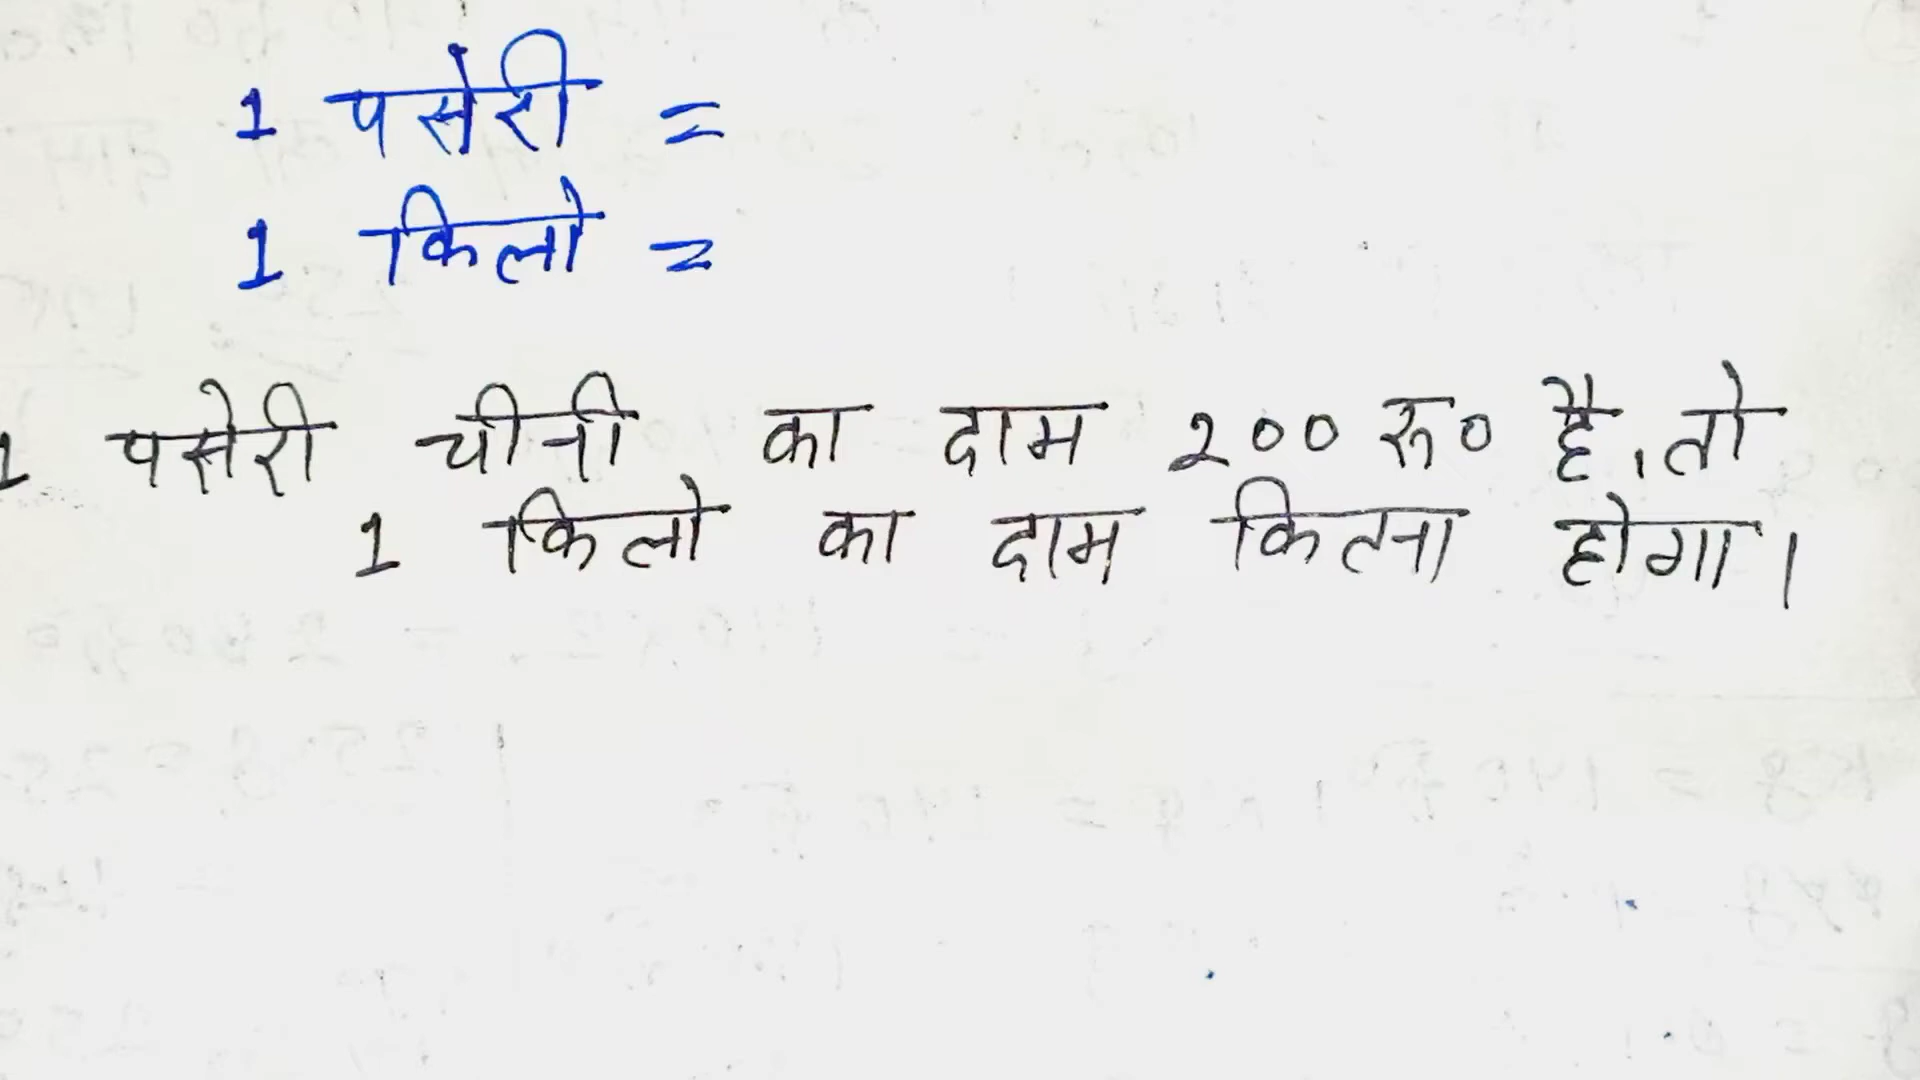 1 पसेरी =
1 किलो =
1 पसेरी चीनी का दाम 200 रू० है, तो
1 किलो का दाम कितना होगा।